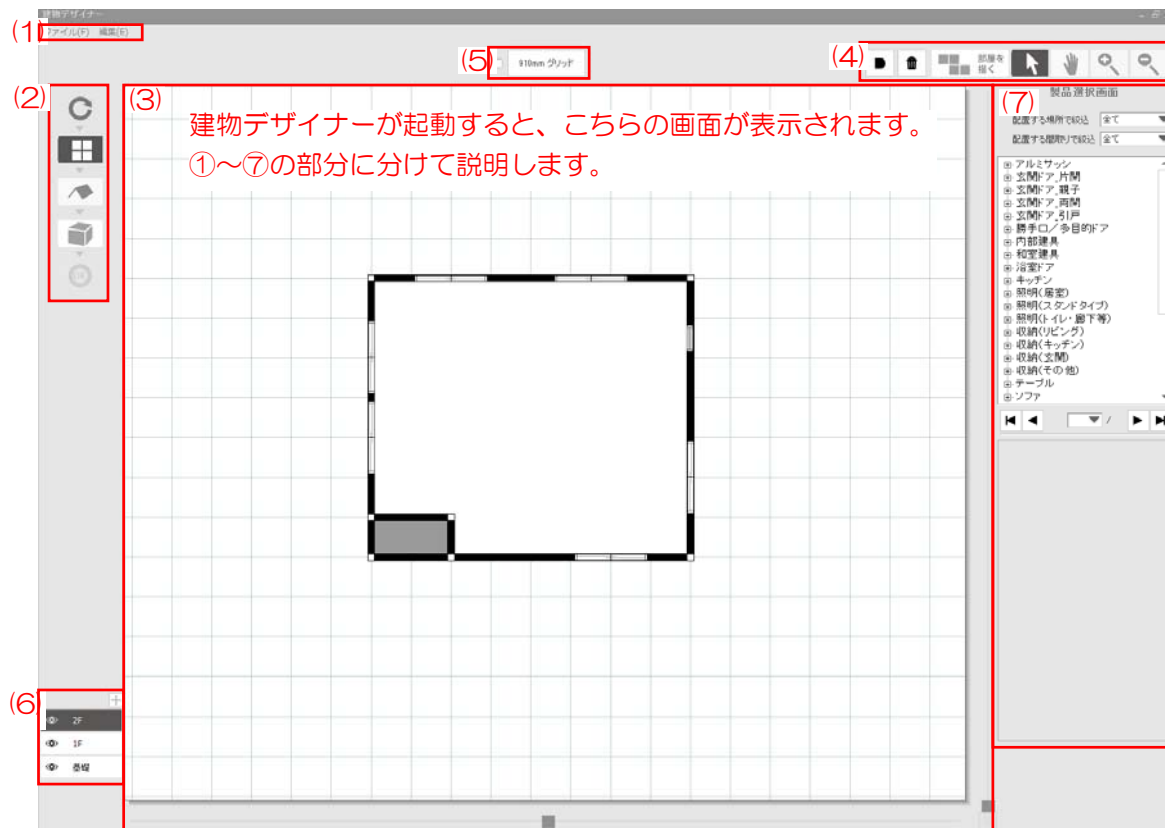 建物デザイナー
(1)
ファイル(F) 編集(E)
(5)
910mm グリッド
(4)
部屋を
描く
(2)
(3)
建物デザイナーが起動すると、こちらの画面が表示されます。
①～⑦の部分に分けて説明します。
(7)
製品選択画面
配置する場所で絞込 全て
配置する間取りで絞込 全て
アルミサッシ
玄関ドア_片開
玄関ドア_親子
玄関ドア_両開
玄関ドア_引戸
勝手口／多目的ドア
内部建具
和室建具
浴室ドア
キッチン
照明(居室)
照明(スタンドタイプ)
照明(トイレ・廊下等)
収納(リビング)
収納(キッチン)
収納(玄関)
収納(その他)
テーブル
ソファ
/
(6)
2F
1F
基礎